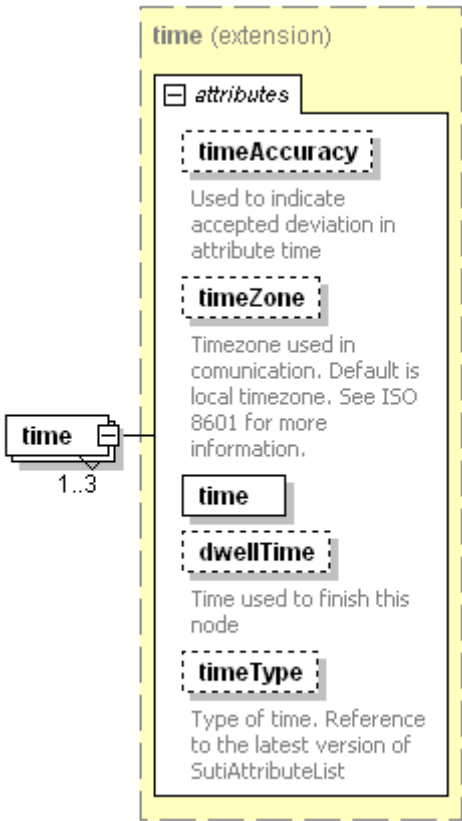 time (extension)
attributes
timeAccuracy
Used to indicate
accepted deviation in
attribute time
timeZone
Timezone used in
comunication. Default is
local timezone. See ISO
8601 for more
information.
time
1..3
time
dwellTime
Time used to finish this
node
timeType
Type of time. Reference
to the latest version of
SutiAttributeList